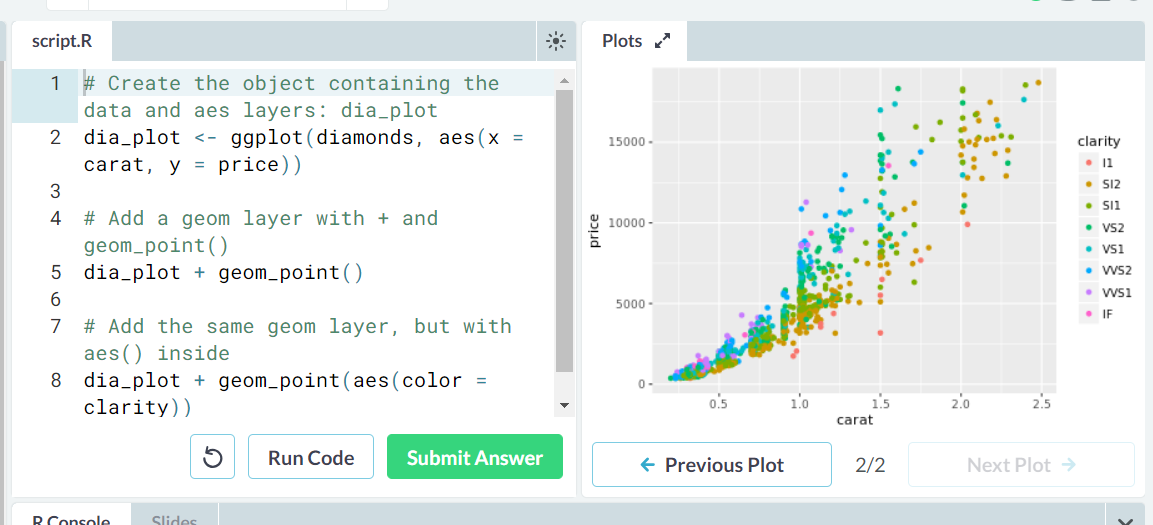 script.R
1 # Create the object containing the
data and aes layers: dia_plot
2 dia_plot <- ggplot(diamonds, aes(x =
carat, y = price))
3
4 # Add a geom layer with + and
geom_point()
5 dia_plot + geom_point()
6
7 # Add the same geom layer, but with
aes() inside
8 dia_plot + geom_point(aes(color =
clarity))
Run Code
Submit Answer
R Console
Slides
Plots
15000
10000
5000
0
price
0.5 1.0 1.5 2.0 2.5
carat
clarity
I1
SI2
SI1
VS2
VS1
VVS2
VVS1
IF
Previous Plot
2/2
Next Plot